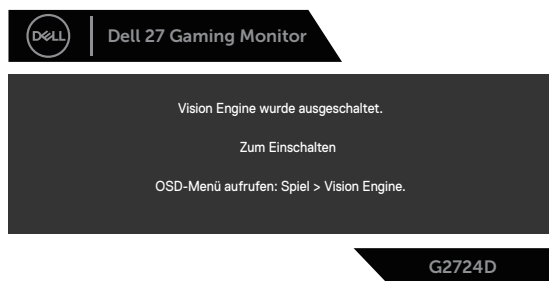 DELL
Dell 27 Gaming Monitor
Vision Engine wurde ausgeschaltet.
Zum Einschalten
OSD-Menü aufrufen: Spiel > Vision Engine.
G2724D